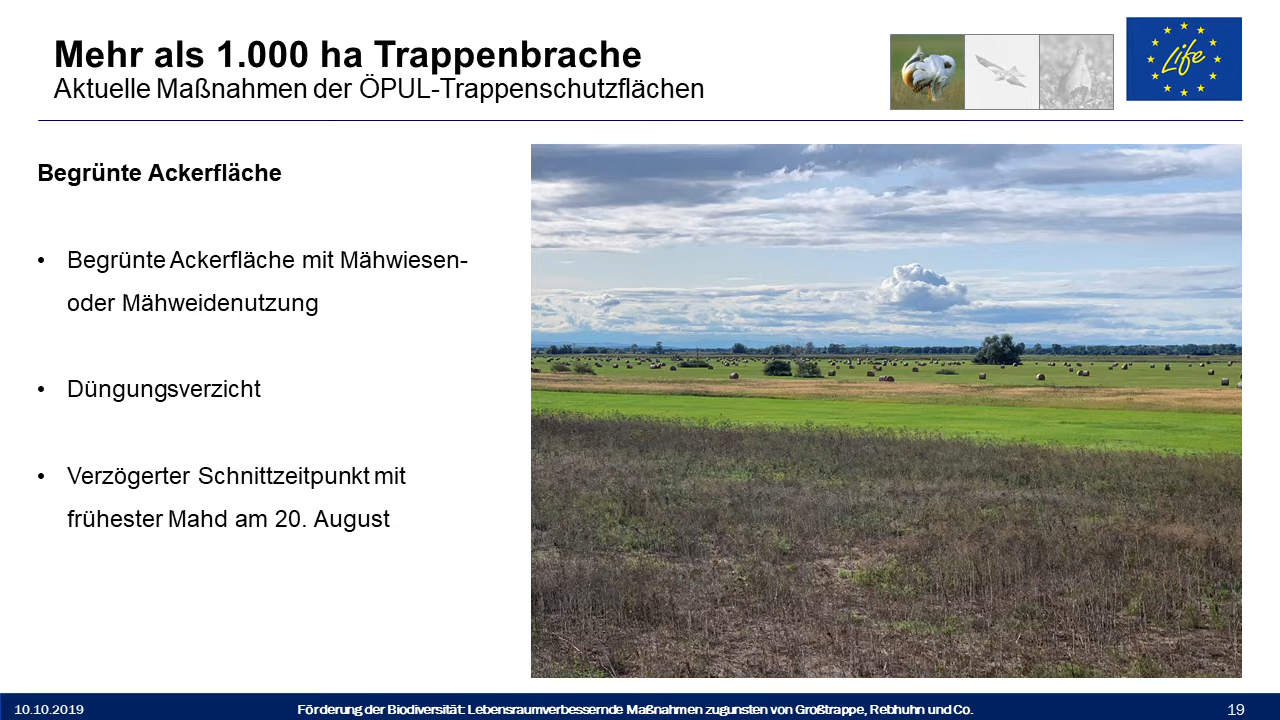 Mehr als 1.000 ha Trappenbrache
Aktuelle Maßnahmen der ÖPUL-Trappenschutzflächen
Life
Begrünte Ackerfläche
• Begrünte Ackerfläche mit Mähwiesen-
oder Mähweidenutzung
• Düngungsverzicht
• Verzögerter Schnittzeitpunkt mit
frühester Mahd am 20. August
10.10.2019
Förderung der Biodiversität: Lebensraumverbessernde Maßnahmen zugunsten von Großtrappe, Rebhuhn und Co.
19